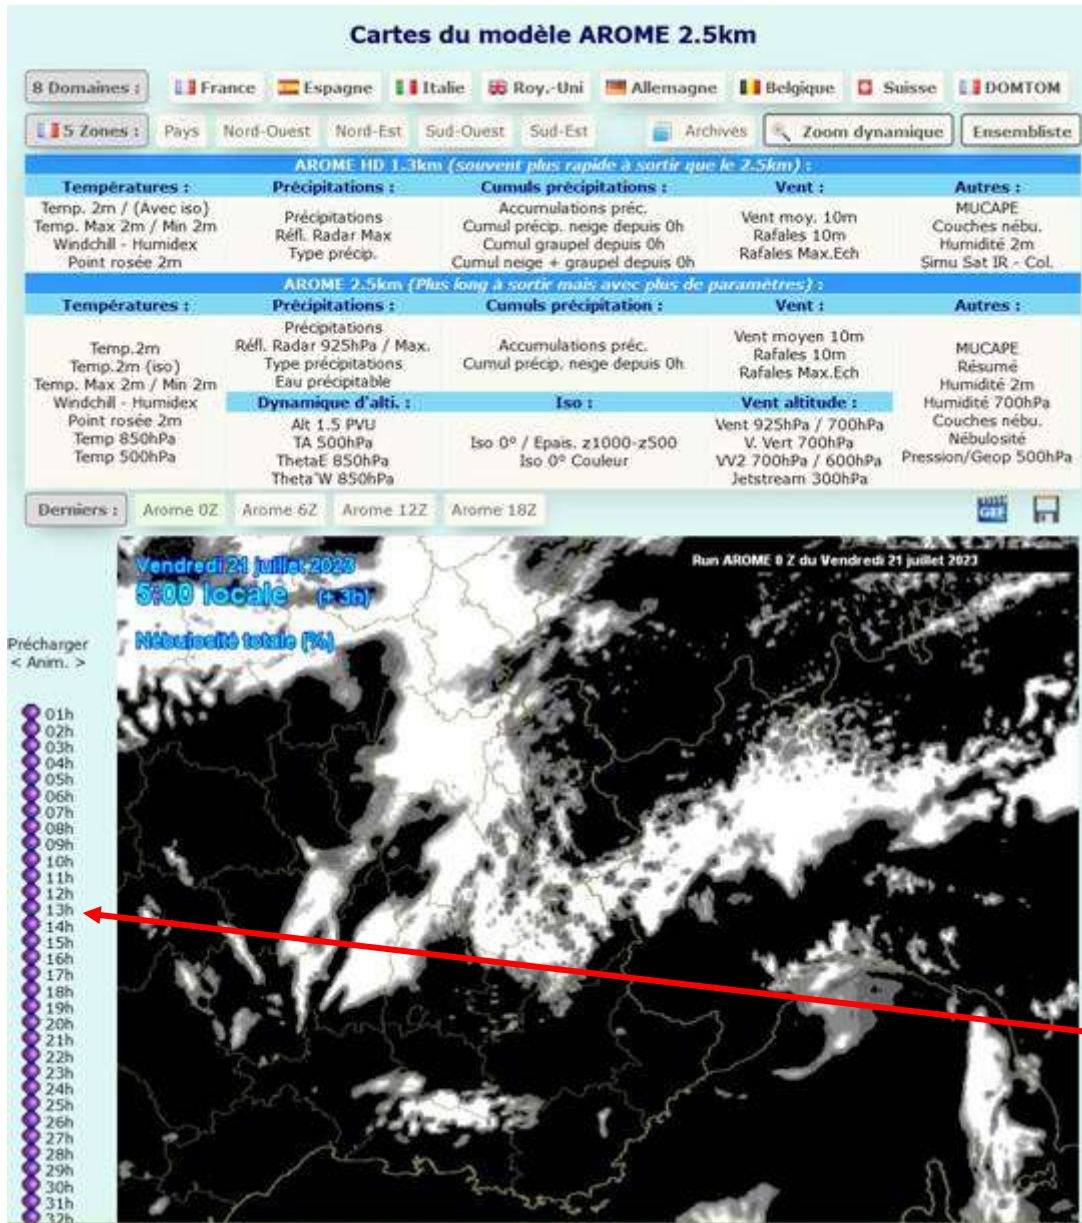 Cartes du modèle AROME 2.5km
8 Domaines : France Espagne Italie Roy.-Uni Allemagne Belgique Suisse DOMTOM
5 Zones : Pays Nord-Ouest Nord-Est Sud-Ouest Sud-Est Archives Zoom dynamique Ensembliste
AROME HD 1.3km (souvent plus rapide à sortir que le 2.5km) :
Températures : Précipitations : Cumuls précipitations : Vent : Autres :
Temp. 2m / (Avec iso)
Temp. Max 2m / Min 2m
Windchill - Humidex
Point rosée 2m
Précipitations
Réfl. Radar Max
Type précip.
Accumulations préc.
Cumul précip. neige depuis 0h
Cumul graupel depuis 0h
Cumul neige + graupel depuis 0h
Vent moy. 10m
Rafales 10m
Rafales Max.Ech
MUCAPE
Couches nébu.
Humidité 2m
Simu Sat IR - Col.
AROME 2.5km (Plus long à sortir mais avec plus de paramètres) :
Températures : Précipitations : Cumuls précipitation : Vent : Autres :
Temp.2m
Temp.2m (iso)
Temp. Max 2m / Min 2m
Windchill - Humidex
Point rosée 2m
Temp 850hPa
Temp 500hPa
Précipitations
Réfl. Radar 925hPa / Max.
Type précipitations
Eau précipitable
Accumulations préc.
Cumul précip. neige depuis 0h
Vent moyen 10m
Rafales 10m
Rafales Max.Ech
MUCAPE
Résumé
Humidité 2m
Humidité 700hPa
Couches nébu.
Nébulosité
Pression/Geop 500hPa
Dynamique d'alti. : Iso : Vent altitude :
Alt 1.5 PVU
TA 500hPa
ThetaE 850hPa
Theta'W 850hPa
Iso 0° / Epais. z1000-z500
Iso 0° Couleur
Vent 925hPa / 700hPa
V. Vert 700hPa
VV2 700hPa / 600hPa
Jetstream 300hPa
Derniers : Arome 0Z Arome 6Z Arome 12Z Arome 18Z GIF
Vendredi 21 juillet 2023
5:00 locale (+ 3h)
Nébulosité totale (%)
Run AROME 0 Z du Vendredi 21 juillet 2023
Précharger
< Anim. >
01h
02h
03h
04h
05h
06h
07h
08h
09h
10h
11h
12h
13h
14h
15h
16h
17h
18h
19h
20h
21h
22h
23h
24h
25h
26h
27h
28h
29h
30h
31h
32h